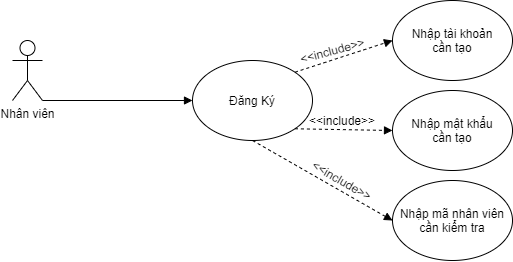 Nhân viên
Đăng Ký
<<include>>
Nhập tài khoản
cần tạo
<<include>>
Nhập mật khẩu
cần tạo
<<include>>
Nhập mã nhân viên
cần kiểm tra